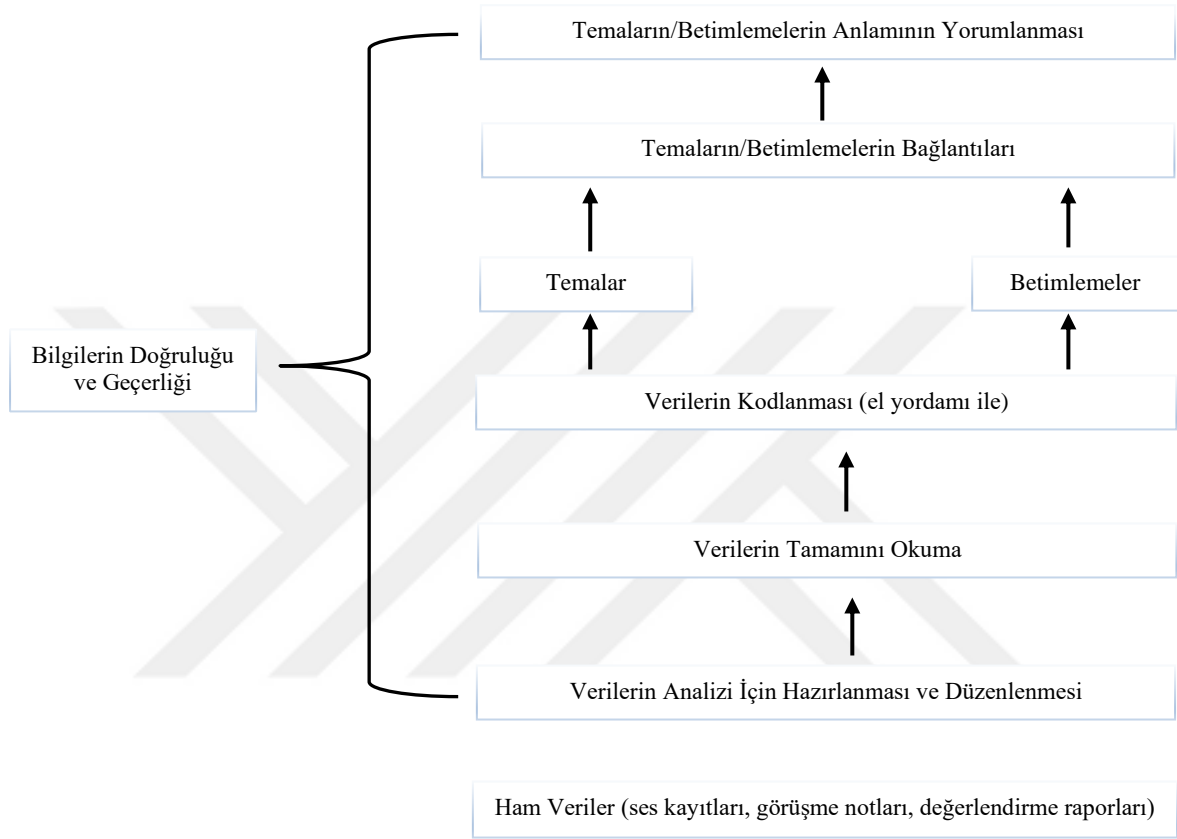 Temaların/Betimlemelerin Anlamının Yorumlanması
Temaların/Betimlemelerin Bağlantıları
Temalar
Betimlemeler
Bilgilerin Doğruluğu
ve Geçerliği
Verilerin Kodlanması (el yordamı ile)
Verilerin Tamamını Okuma
Verilerin Analizi İçin Hazırlanması ve Düzenlenmesi
Ham Veriler (ses kayıtları, görüşme notları, değerlendirme raporları)